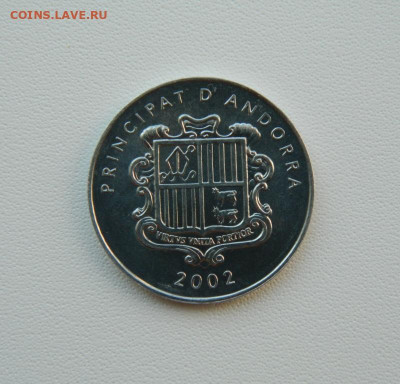 COINS.LAVE.RU
PRINCIPAT D'ANDORRA
VIRTVS VNITA FORTIOR
2002